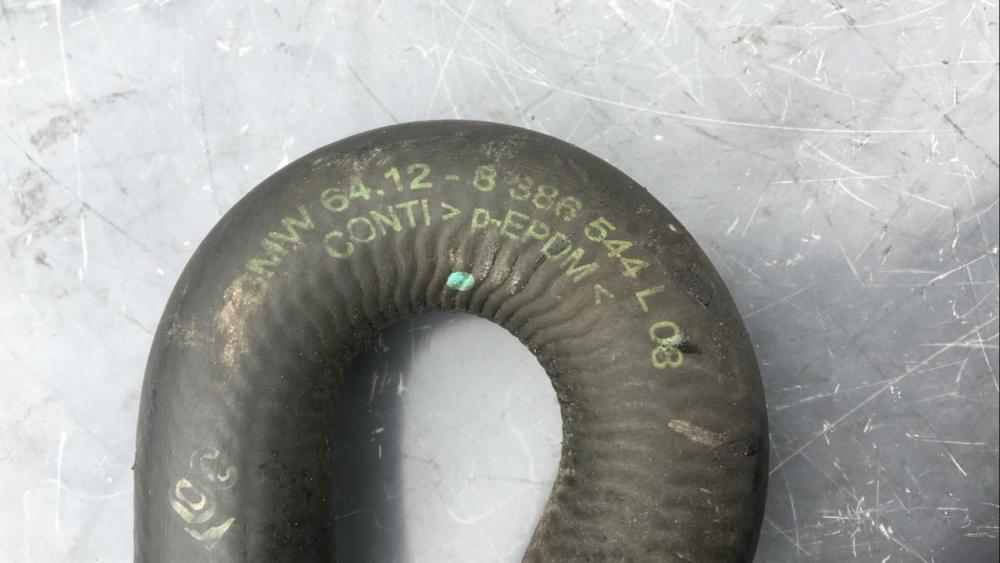 BMW 64.12 - 8 386 544 L 08
CONTI > p-EPDM <